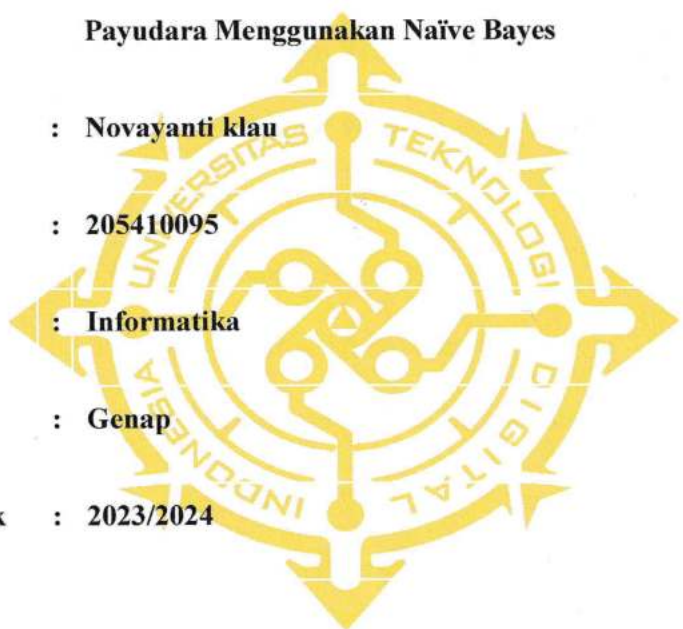 Payudara Menggunakan Naïve Bayes
: Novayanti klau
: 205410095
: Informatika
: Genap
k : 2023/2024
UNIVERSITAS TEKNOLOGI DIGITAL INDONESIA